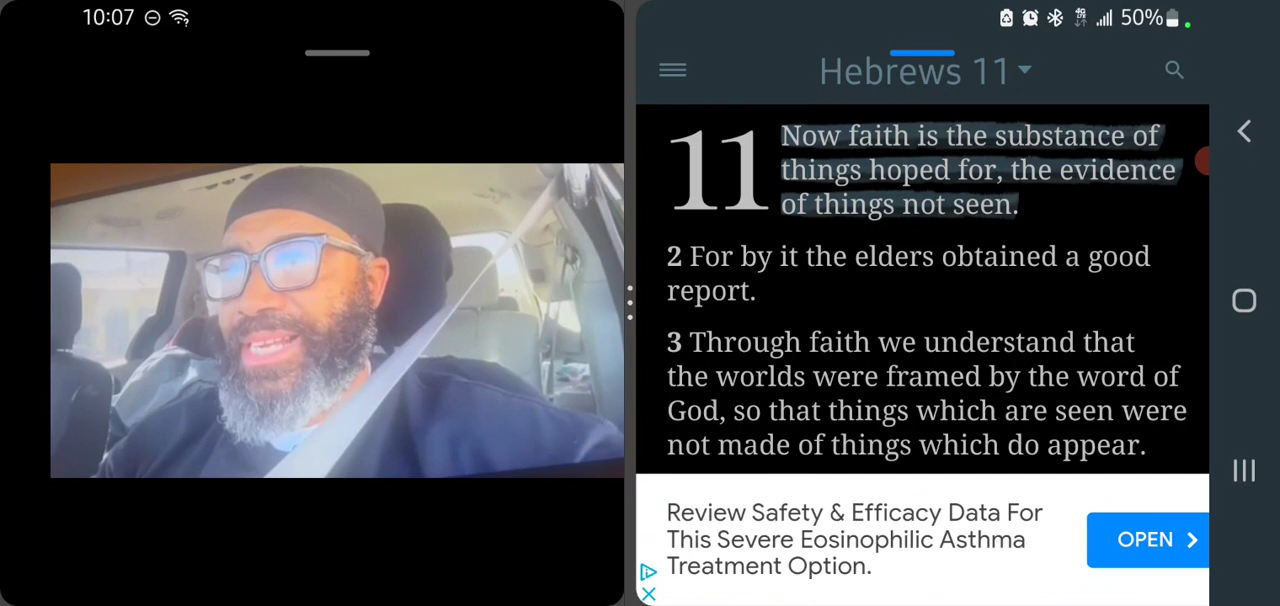 10:07
4G
50%
Hebrews 11
11 Now faith is the substance of
things hoped for, the evidence
of things not seen.
2 For by it the elders obtained a good
report.
3 Through faith we understand that
the worlds were framed by the word of
God, so that things which are seen were
not made of things which do appear.
Review Safety & Efficacy Data For
This Severe Eosinophilic Asthma
Treatment Option.
OPEN